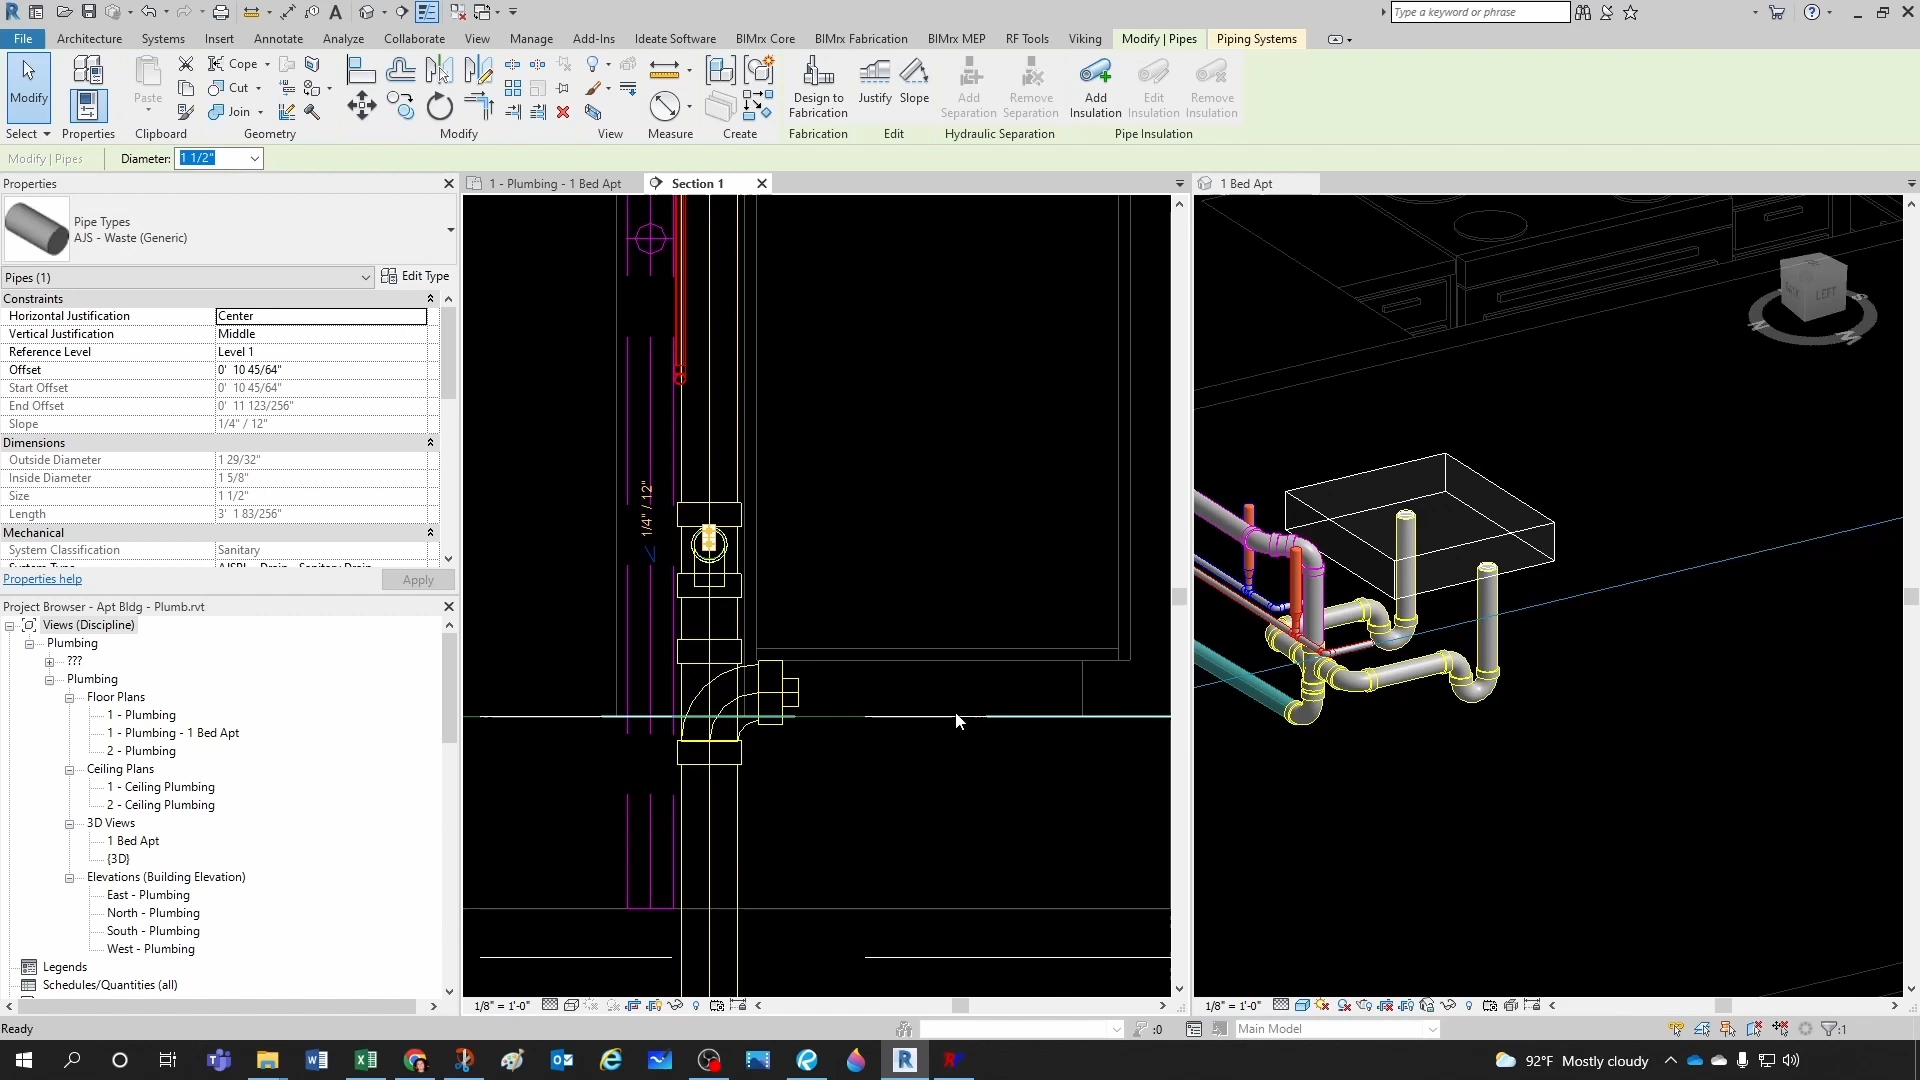 Type a keyword or phrase
File Architecture Systems Insert Annotate Analyze Collaborate View Manage Add-Ins Ideate Software BIMrx Core BIMrx Fabrication BIMrx MEP RF Tools Viking Modify | Pipes Piping Systems
Modify Paste Cope Cut Join Design to Fabrication Justify Slope Add Separation Remove Separation Add Insulation Edit Insulation Remove Insulation
Select Properties Clipboard Geometry Modify View Measure Create Fabrication Edit Hydraulic Separation Pipe Insulation
Modify | Pipes Diameter: 1 1/2"
Properties
Pipe Types
AJS - Waste (Generic)
Pipes (1) Edit Type
Constraints
Horizontal Justification Center
Vertical Justification Middle
Reference Level Level 1
Offset 0' 10 45/64"
Start Offset 0' 10 45/64"
End Offset 0' 11 123/256"
Slope 1/4" / 12"
Dimensions
Outside Diameter 1 29/32"
Inside Diameter 1 5/8"
Size 1 1/2"
Length 3' 1 83/256"
Mechanical
System Classification Sanitary
Properties help Apply
Project Browser - Apt Bldg - Plumb.rvt
Views (Discipline)
Plumbing
???
Plumbing
Floor Plans
1 - Plumbing
1 - Plumbing - 1 Bed Apt
2 - Plumbing
Ceiling Plans
1 - Ceiling Plumbing
2 - Ceiling Plumbing
3D Views
1 Bed Apt
{3D}
Elevations (Building Elevation)
East - Plumbing
North - Plumbing
South - Plumbing
West - Plumbing
Legends
Schedules/Quantities (all)
1 - Plumbing - 1 Bed Apt Section 1
1/4" / 12"
1/8" = 1'-0"
1 Bed Apt
LEFT
1/8" = 1'-0"
Ready :0 Main Model :1
92°F Mostly cloudy